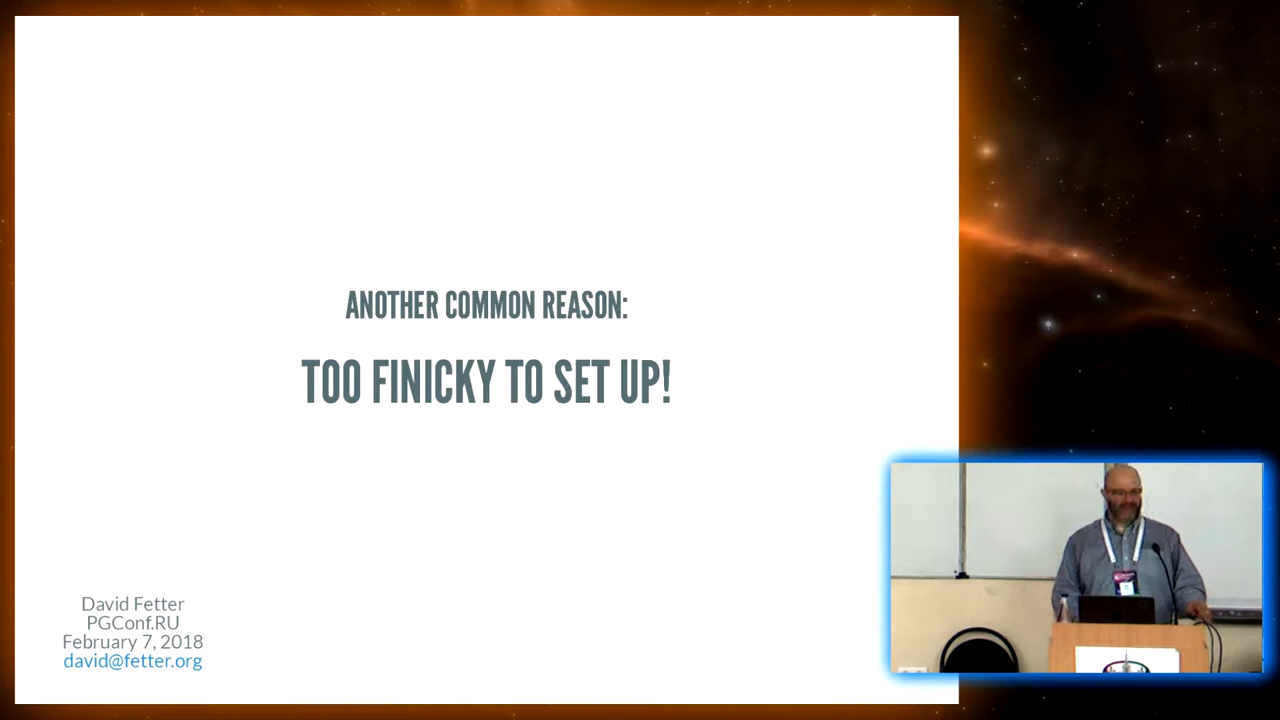 ANOTHER COMMON REASON:
TOO FINICKY TO SET UP!
David Fetter
PGConf.RU
February 7, 2018
david@fetter.org